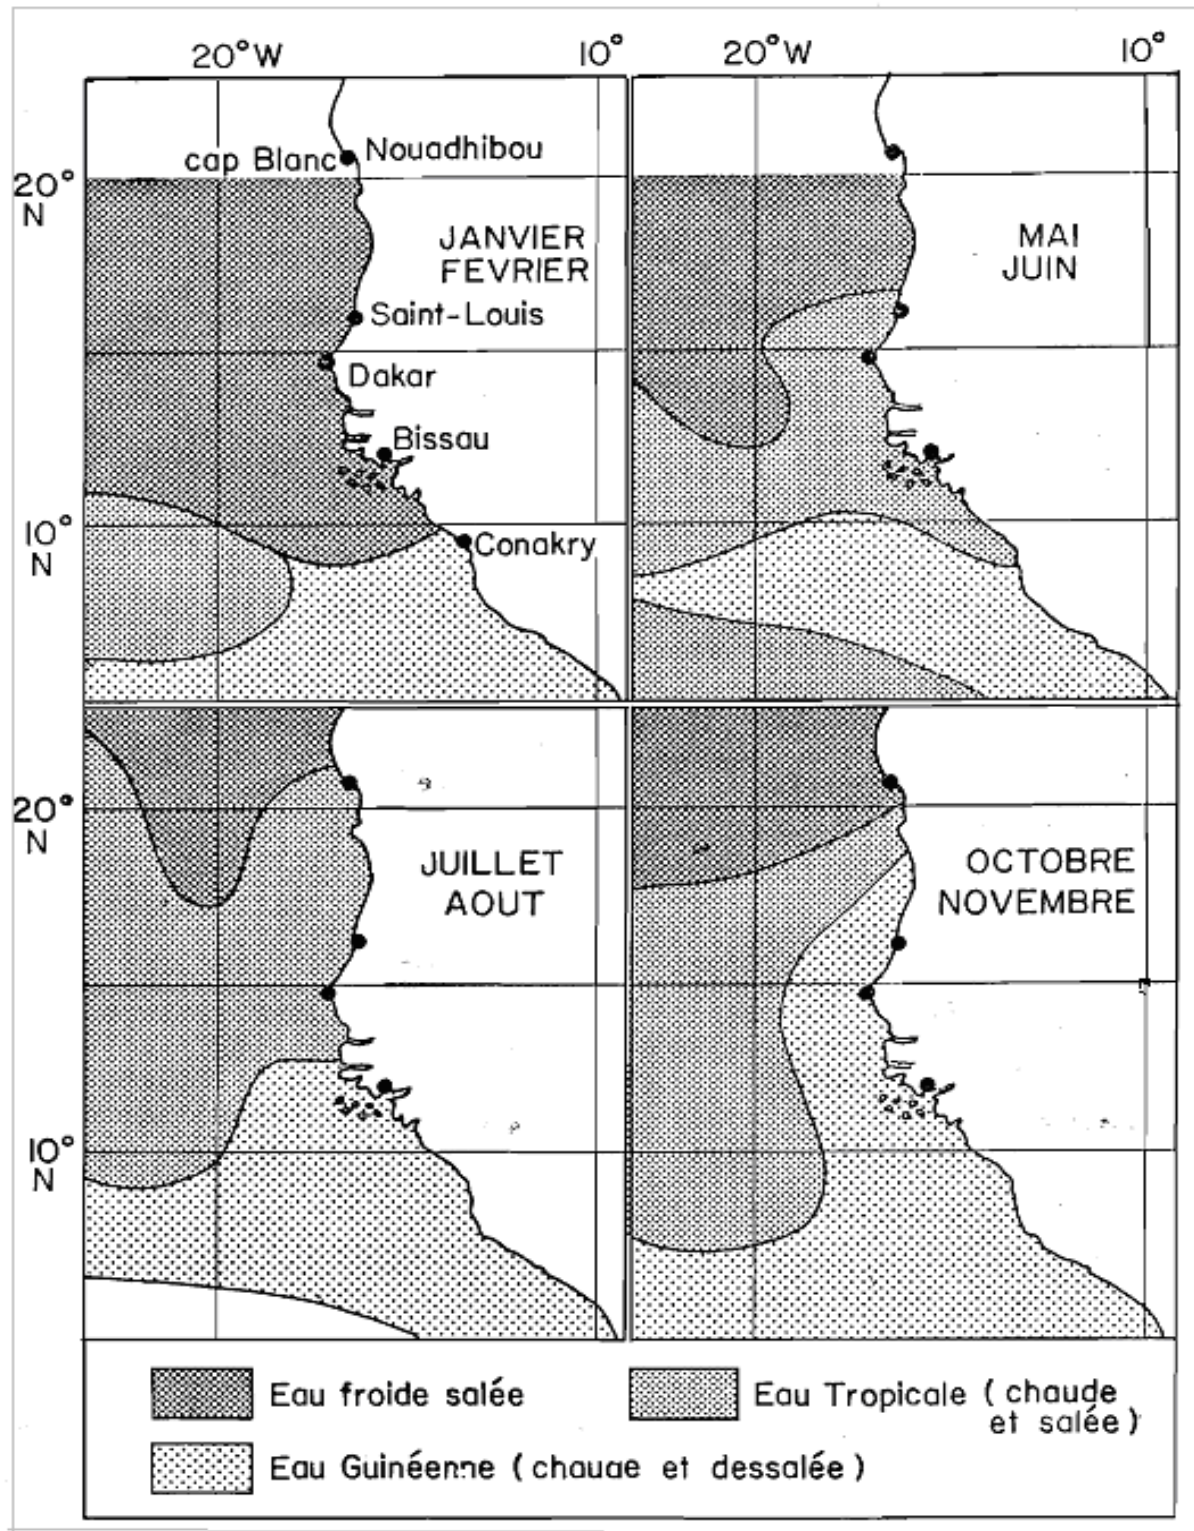 20°W 10° 20°W 10°
cap Blanc Nouadhibou
20°
N
JANVIER
FEVRIER
MAI
JUIN
Saint-Louis
Dakar
Bissau
10°
N
Conakry
20°
N
JUILLET
AOUT
OCTOBRE
NOVEMBRE
10°
N
Eau froide salée
Eau Tropicale (chaude
et salée)
Eau Guinéenne (chaude et dessalée)